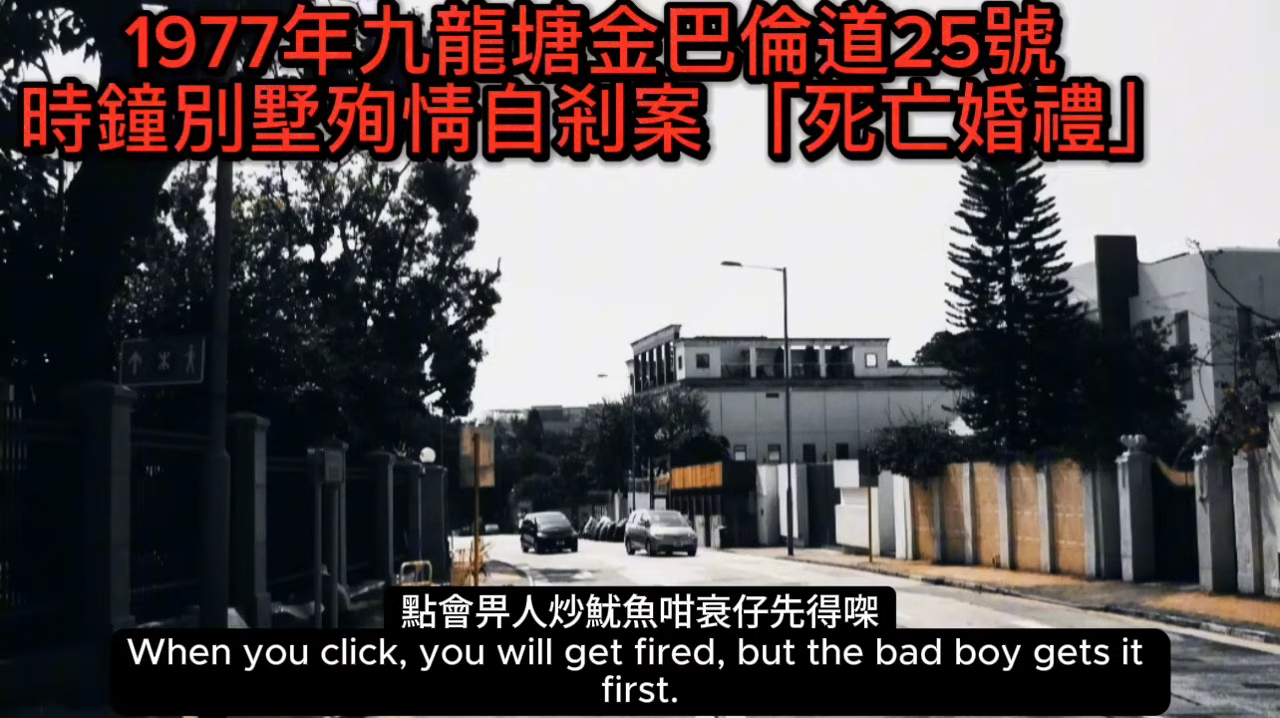 1977年九龍塘金巴倫道25號
時鐘別墅殉情自剎案 「死亡婚禮」
點會畀人炒魷魚咁衰仔先得㗎
When you click, you will get fired, but the bad boy gets it
first.